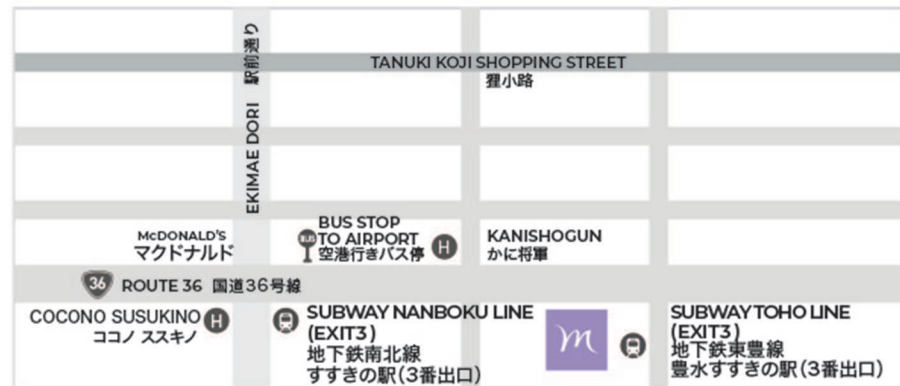 TANUKI KOJI SHOPPING STREET
狸小路
EKIMAE DORI 駅前通り
McDONALD'S
マクドナルド
BUS
BUS STOP
TO AIRPORT
空港行きバス停
H
KANISHOGUN
かに将軍
36 ROUTE 36 国道36号線
COCONO SUSUKINO H
ココノ ススキノ
SUBWAY NANBOKU LINE
(EXIT3)
地下鉄南北線
すすきの駅(3番出口)
m
SUBWAY TOHO LINE
(EXIT3)
地下鉄東豊線
豊水すすきの駅(3番出口)